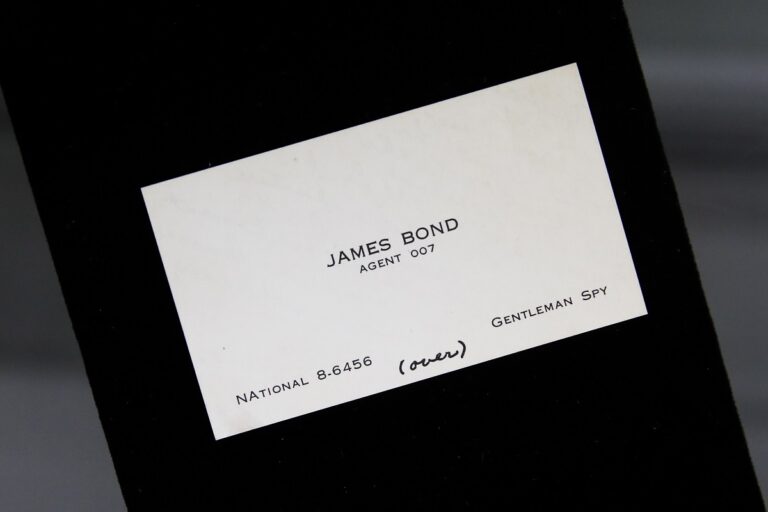 JAMES BOND
AGENT 007
NATIONAL 8-6456
(over)
GENTLEMAN SPY